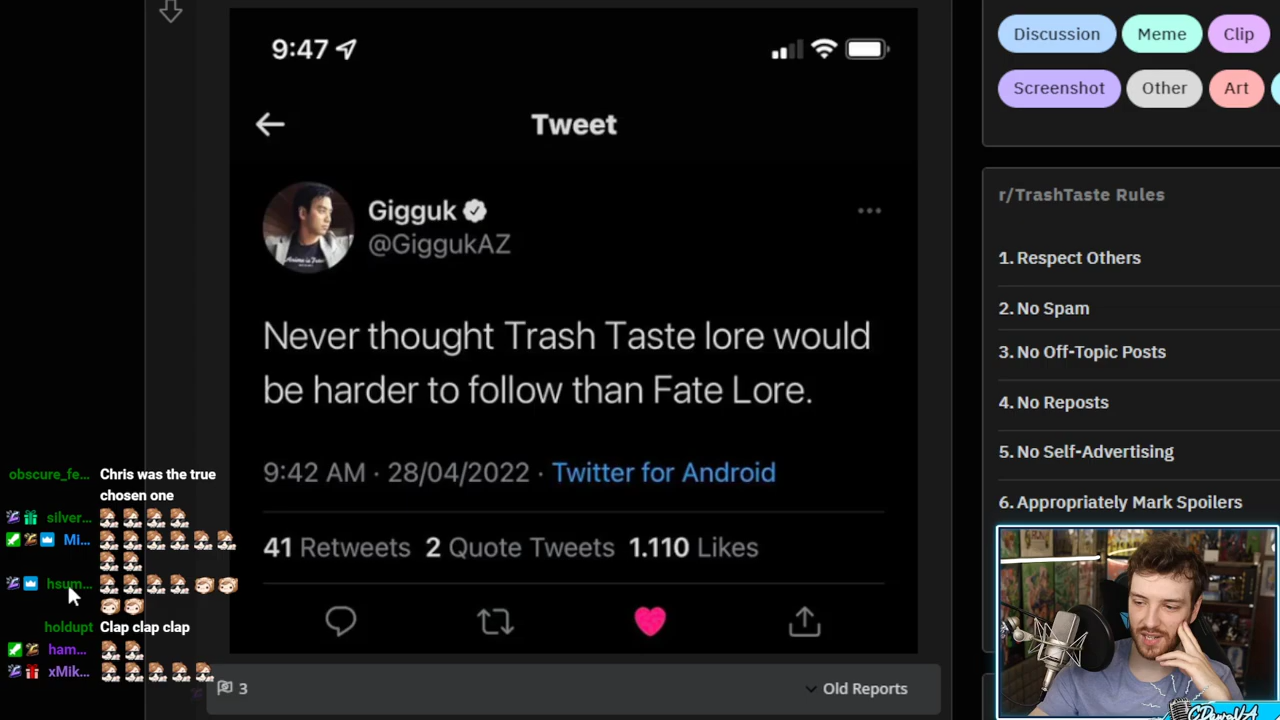 9:47
Tweet
Gigguk
@GiggukAZ
Never thought Trash Taste lore would
be harder to follow than Fate Lore.
9:42 AM · 28/04/2022 · Twitter for Android
41 Retweets 2 Quote Tweets 1.110 Likes
3
Old Reports
Discussion Meme Clip
Screenshot Other Art
r/TrashTaste Rules
1. Respect Others
2. No Spam
3. No Off-Topic Posts
4. No Reposts
5. No Self-Advertising
6. Appropriately Mark Spoilers
obscure_fe... Chris was the true
chosen one
silver...
Mi...
hsum...
holdupt Clap clap clap
ham...
xMik...